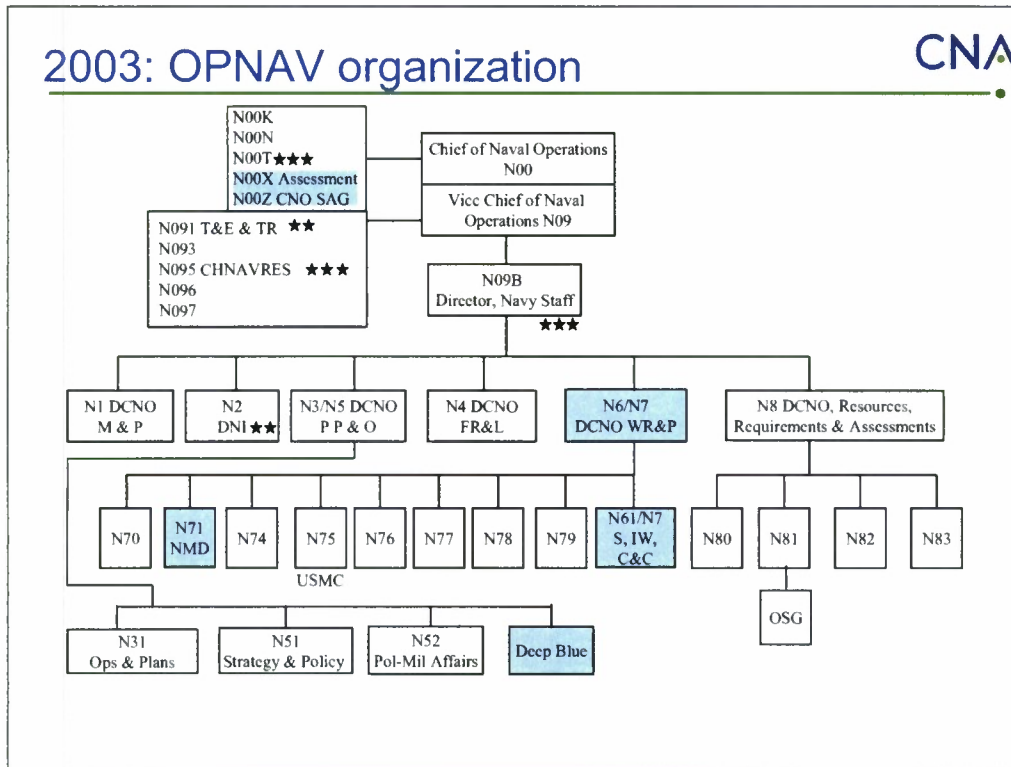 2003: OPNAV organization
CNA
N00K
N00N
N00T★★★
N00X Assessment
N00Z CNO SAG
Chief of Naval Operations
N00
Vice Chief of Naval
Operations N09
N091 T&E & TR ★★
N093
N095 CHNAVRES ★★★
N096
N097
N09B
Director, Navy Staff
★★★
N1 DCNO
M & P
N2
DNI★★
N3/N5 DCNO
P P & O
N4 DCNO
FR&L
N6/N7
DCNO WR&P
N8 DCNO, Resources,
Requirements & Assessments
N70
N71
NMD
N74
N75
USMC
N76
N77
N78
N79
N61/N7
S, IW,
C&C
N80
N81
N82
N83
OSG
N31
Ops & Plans
N51
Strategy & Policy
N52
Pol-Mil Affairs
Deep Blue